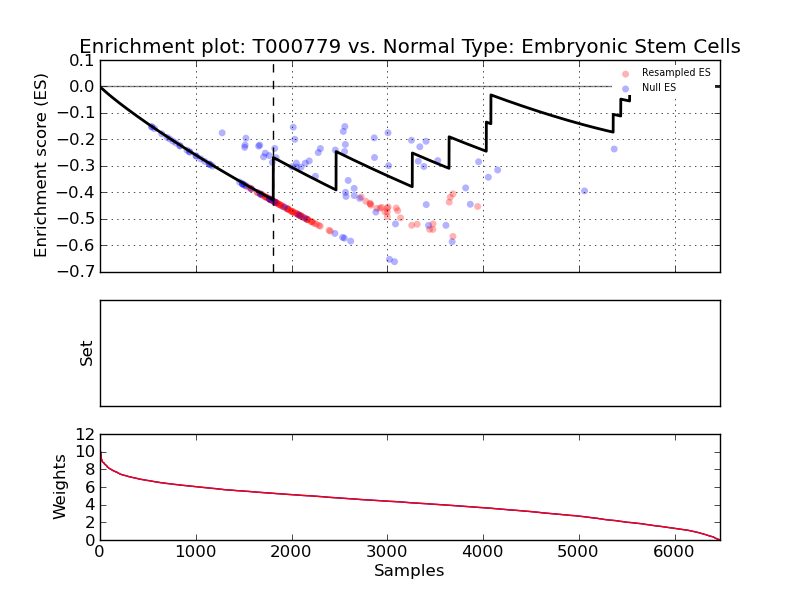 Enrichment plot: T000779 vs. Normal Type: Embryonic Stem Cells
Enrichment score (ES)
0.1
0.0
−0.1
−0.2
−0.3
−0.4
−0.5
−0.6
−0.7
Resampled ES
Null ES
Set
Weights
12
10
8
6
4
2
0
0 1000 2000 3000 4000 5000 6000
Samples